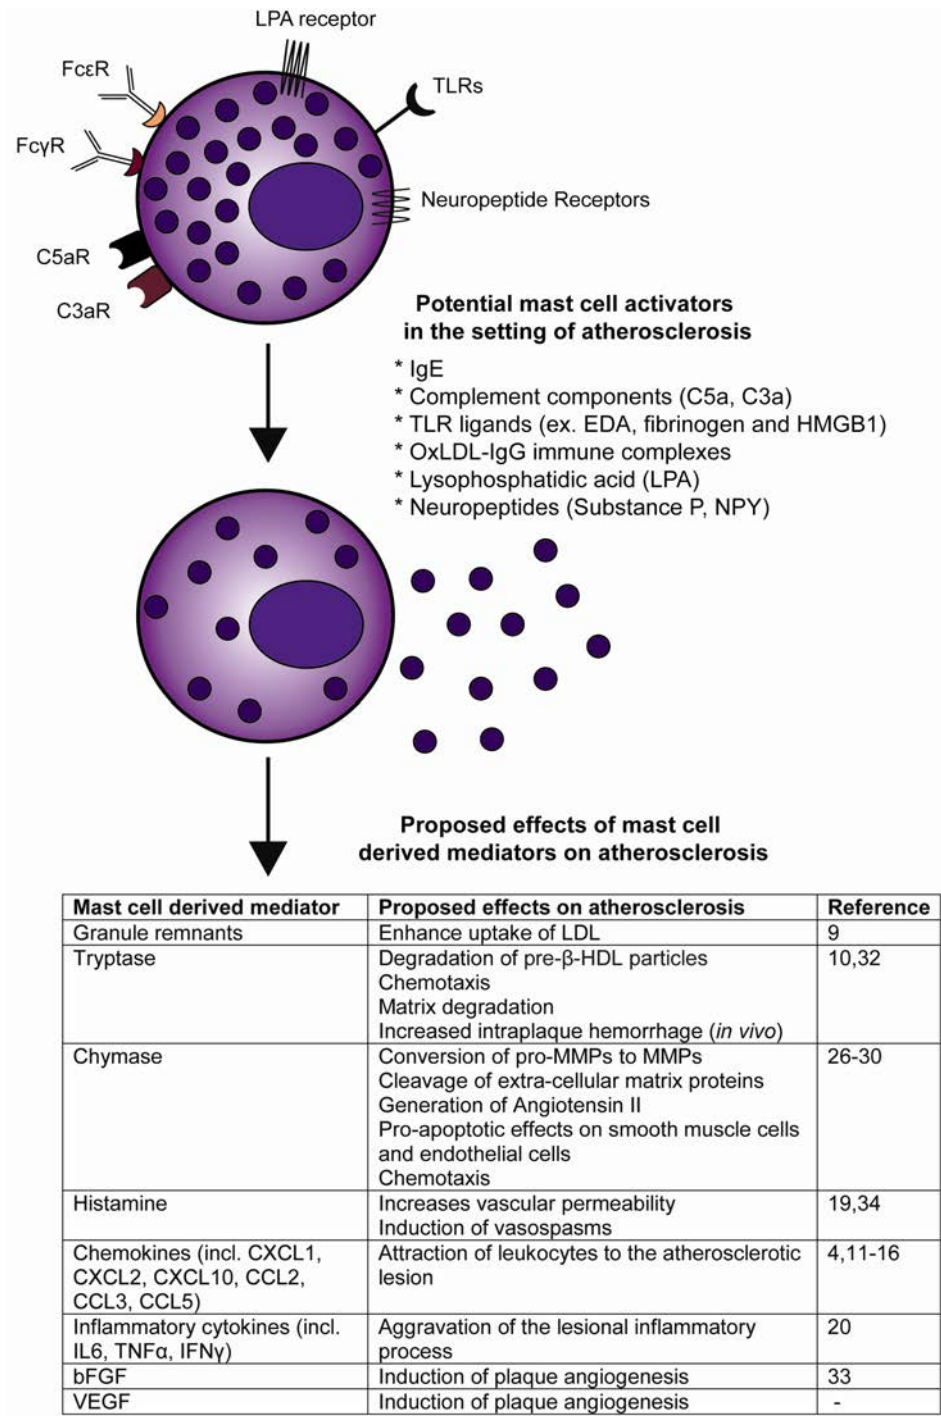 LPA receptor
FcεR
TLRs
FcγR
Neuropeptide Receptors
C5aR
C3aR
Potential mast cell activators
in the setting of atherosclerosis
* IgE
* Complement components (C5a, C3a)
* TLR ligands (ex. EDA, fibrinogen and HMGB1)
* OxLDL-IgG immune complexes
* Lysophosphatidic acid (LPA)
* Neuropeptides (Substance P, NPY)
Proposed effects of mast cell
derived mediators on atherosclerosis
Mast cell derived mediator Proposed effects on atherosclerosis Reference
Granule remnants Enhance uptake of LDL 9
Tryptase Degradation of pre-β-HDL particles 10,32
Chemotaxis
Matrix degradation
Increased intraplaque hemorrhage (in vivo)
Chymase Conversion of pro-MMPs to MMPs 26-30
Cleavage of extra-cellular matrix proteins
Generation of Angiotensin II
Pro-apoptotic effects on smooth muscle cells
and endothelial cells
Chemotaxis
Histamine Increases vascular permeability 19,34
Induction of vasospasms
Chemokines (incl. CXCL1, Attraction of leukocytes to the atherosclerotic 4,11-16
CXCL2, CXCL10, CCL2, lesion
CCL3, CCL5)
Inflammatory cytokines (incl. Aggravation of the lesional inflammatory 20
IL6, TNFα, IFNγ) process
bFGF Induction of plaque angiogenesis 33
VEGF Induction of plaque angiogenesis -